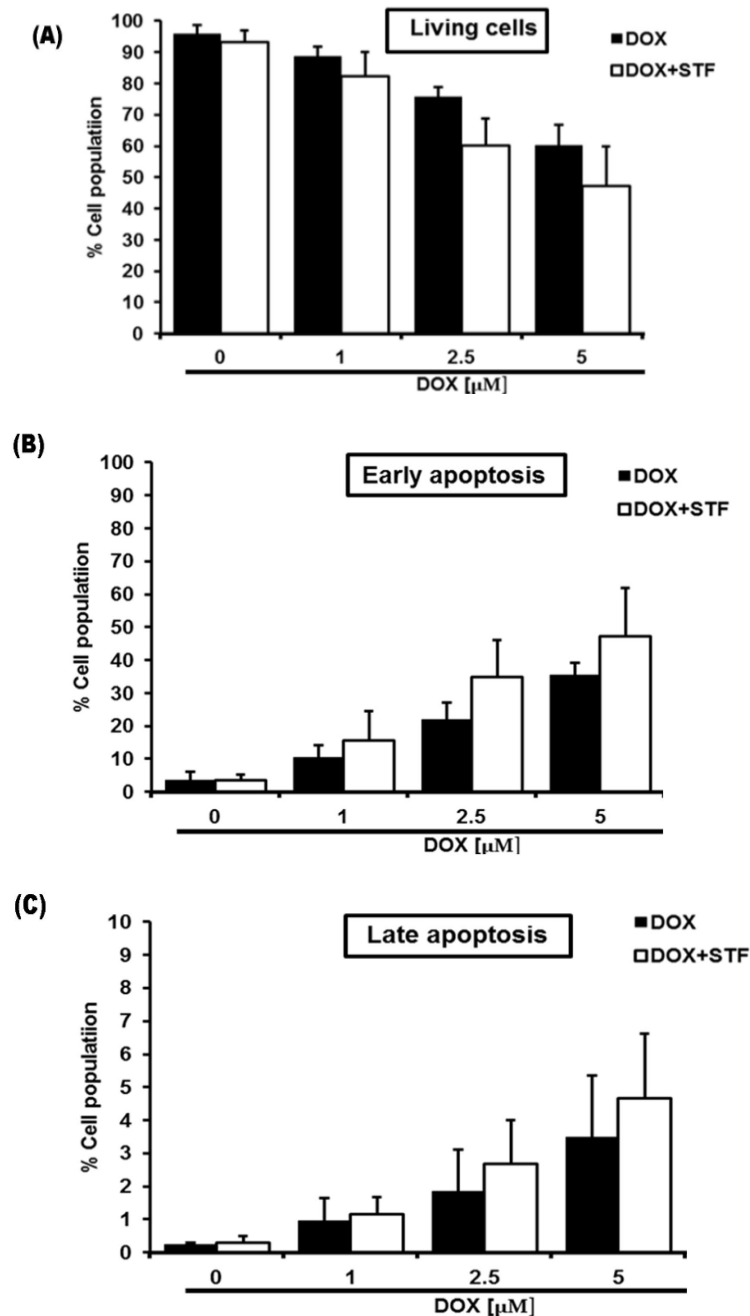 (A)
Living cells
DOX
DOX+STF
% Cell populatiion
100
90
80
70
60
50
40
30
20
10
0
0 1 2.5 5
DOX [μM]
(B)
Early apoptosis
DOX
DOX+STF
% Cell populatiion
100
90
80
70
60
50
40
30
20
10
0
0 1 2.5 5
DOX [μM]
(C)
Late apoptosis
DOX
DOX+STF
% Cell populatiion
10
9
8
7
6
5
4
3
2
1
0
0 1 2.5 5
DOX [μM]